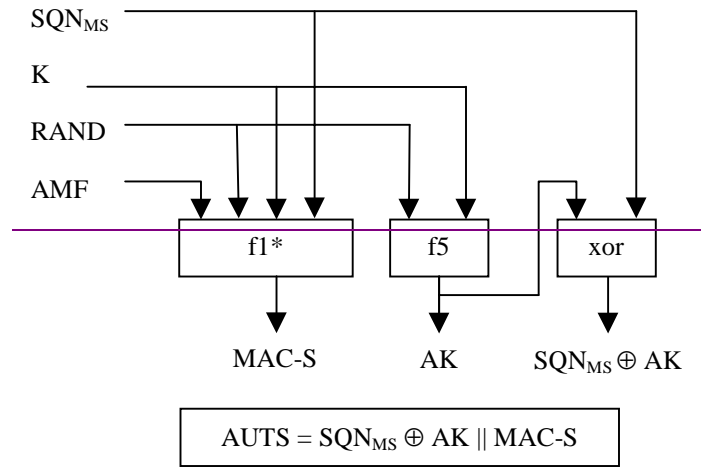 SQN_MS
K
RAND
AMF
f1* f5 xor
MAC-S AK SQN_MS ⊕ AK
AUTS = SQN_MS ⊕ AK || MAC-S